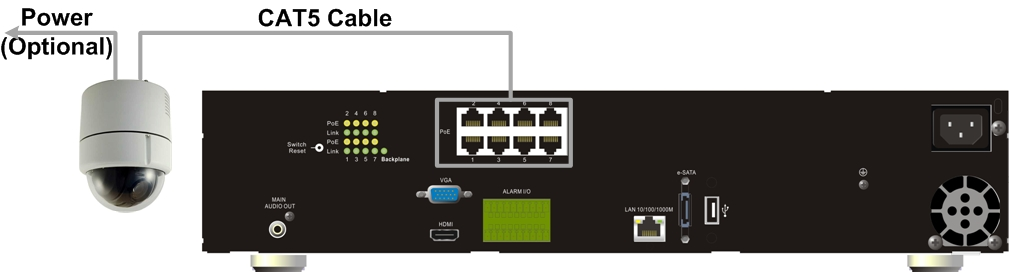 Power
(Optional)
CAT5 Cable
2 4 6 8
PoE
Link
PoE
Link
1 3 5 7 Backplane
Switch
Reset
2 4 6 8
PoE
1 3 5 7
VGA
ALARM I/O
e-SATA
MAIN
AUDIO OUT
HDMI
LAN 10/100/1000M